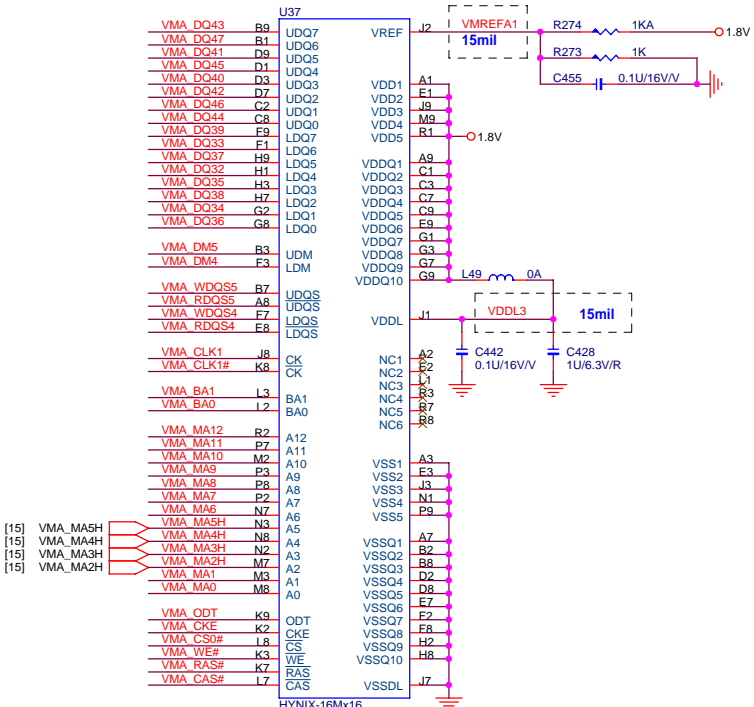 U37
VMA_DQ43 B9 UDQ7 VREF J2 VMREFA1 R274 1KA 1.8V
VMA_DQ47 B1 UDQ6 15mil
VMA_DQ41 D9 UDQ5 R273 1K
VMA_DQ45 D1 UDQ4
VMA_DQ40 D3 UDQ3 VDD1 A1 C455 0.1U/16V/V
VMA_DQ42 D7 UDQ2 VDD2 E1
VMA_DQ46 C2 UDQ1 VDD3 J9
VMA_DQ44 C8 UDQ0 VDD4 M9
VMA_DQ39 F9 LDQ7 VDD5 R1 1.8V
VMA_DQ33 F1 LDQ6
VMA_DQ37 H9 LDQ5 VDDQ1 A9
VMA_DQ32 H1 LDQ4 VDDQ2 C1
VMA_DQ35 H3 LDQ3 VDDQ3 C3
VMA_DQ38 H7 LDQ2 VDDQ4 C7
VMA_DQ34 G2 LDQ1 VDDQ5 C9
VMA_DQ36 G8 LDQ0 VDDQ6 E9
VDDQ7 G1
VMA_DM5 B3 UDM VDDQ8 G3
VMA_DM4 F3 LDM VDDQ9 G7
VDDQ10 G9 L49 0A
VMA_WDQS5 B7 UDQS
VMA_RDQS5 A8 UDQS
VMA_WDQS4 F7 LDQS VDDL J1 VDDL3 15mil
VMA_RDQS4 E8 LDQS
VMA_CLK1 J8 CK NC1 A2 C442 C428
VMA_CLK1# K8 CK NC2 E2 0.1U/16V/V 1U/6.3V/R
NC3 L1
VMA_BA1 L3 BA1 NC4 R3
VMA_BA0 L2 BA0 NC5 R7
NC6 R8
VMA_MA12 R2 A12
VMA_MA11 P7 A11
VMA_MA10 M2 A10 VSS1 A3
VMA_MA9 P3 A9 VSS2 E3
VMA_MA8 P8 A8 VSS3 J3
VMA_MA7 P2 A7 VSS4 N1
VMA_MA6 N7 A6 VSS5 P9
[15] VMA_MA5H VMA_MA5H N3 A5
[15] VMA_MA4H VMA_MA4H N8 A4 VSSQ1 A7
[15] VMA_MA3H VMA_MA3H N2 A3 VSSQ2 B2
[15] VMA_MA2H VMA_MA2H M7 A2 VSSQ3 B8
VMA_MA1 M3 A1 VSSQ4 D2
VMA_MA0 M8 A0 VSSQ5 D8
VSSQ6 E7
VMA_ODT K9 ODT VSSQ7 F2
VMA_CKE K2 CKE VSSQ8 F8
VMA_CS0# L8 CS VSSQ9 H2
VMA_WE# K3 WE VSSQ10 H8
VMA_RAS# K7 RAS
VMA_CAS# L7 CAS VSSDL J7
HYNIX-16Mx16